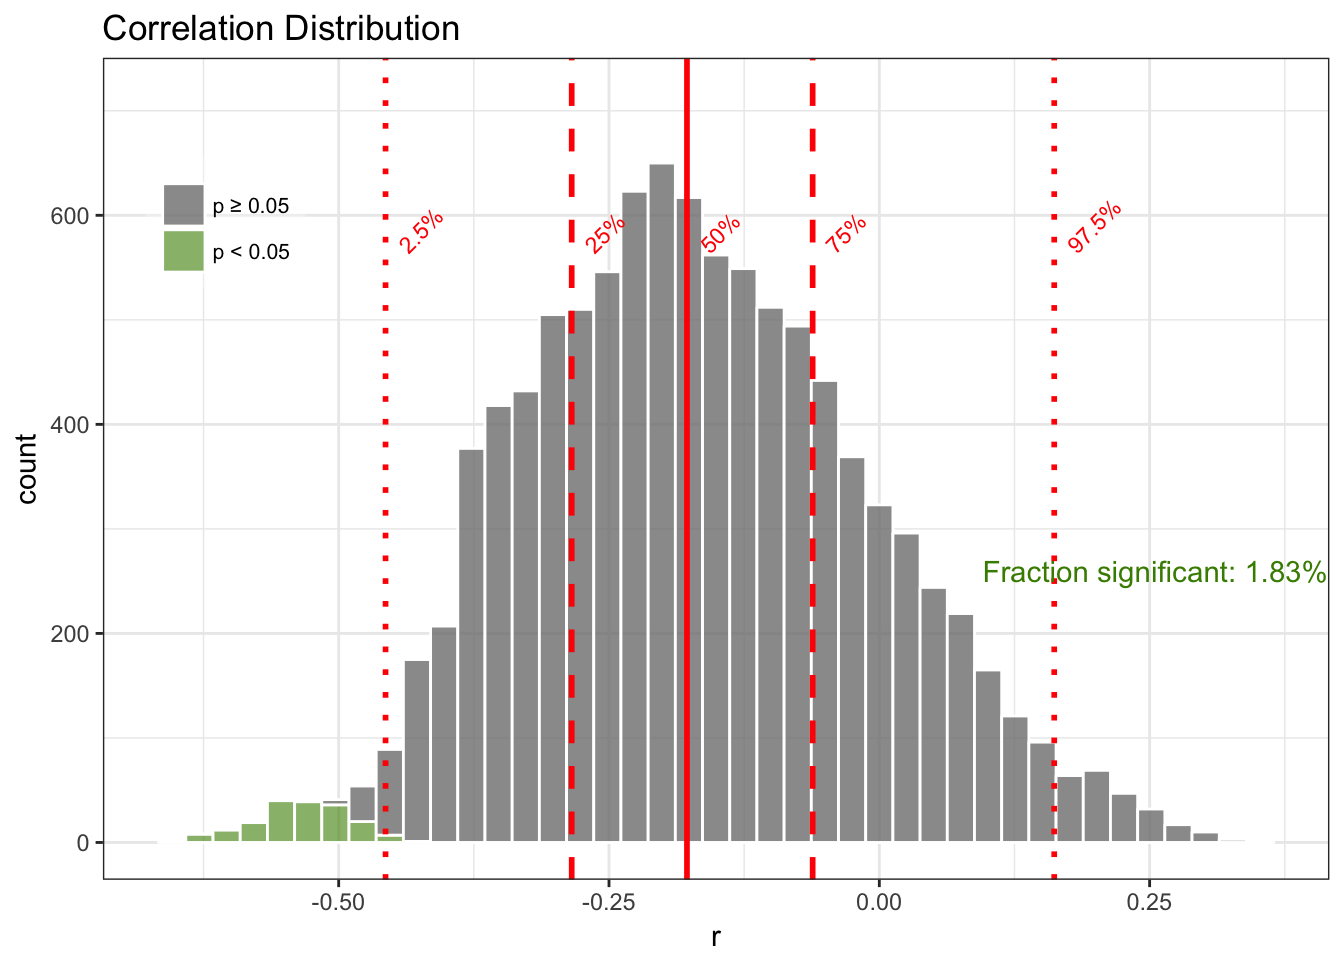 Correlation Distribution
p ≥ 0.05
p < 0.05
2.5%
25%
50%
75%
97.5%
Fraction significant: 1.83%
600
400
200
0
count
-0.50
-0.25
0.00
0.25
r